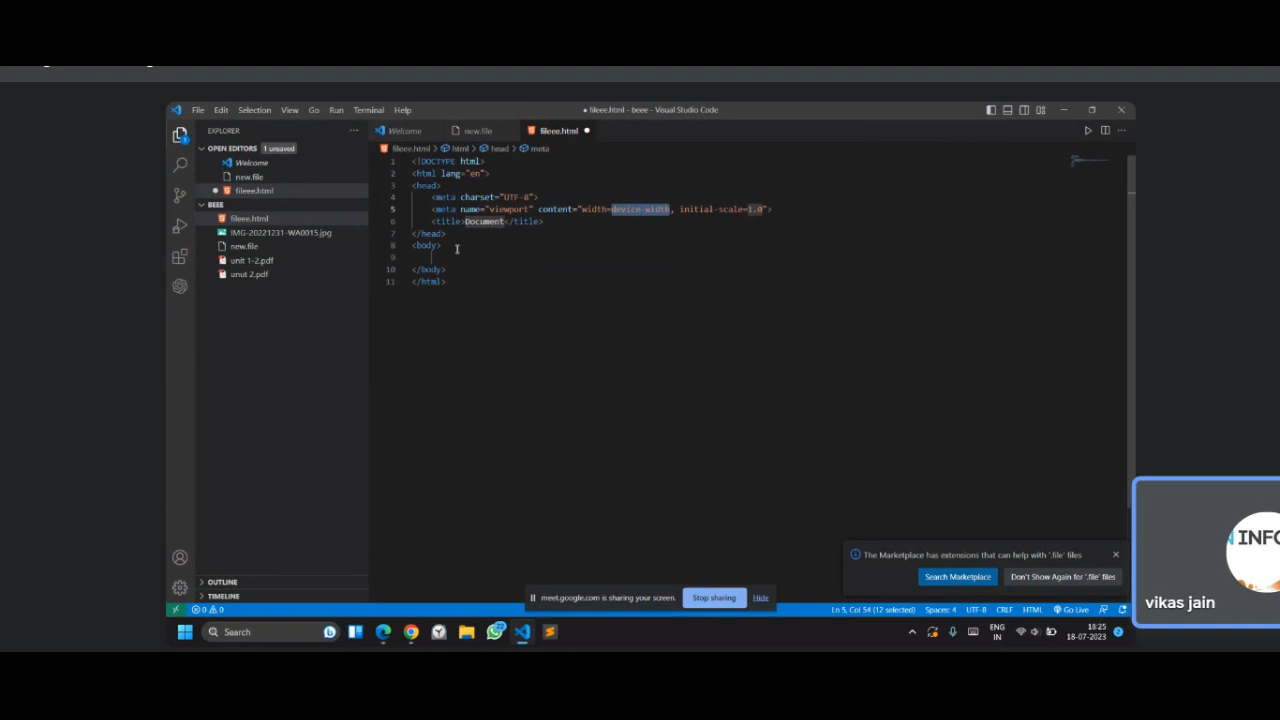 File Edit Selection View Go Run Terminal Help
● fileee.html - beee - Visual Studio Code
EXPLORER
Welcome
new.file
fileee.html
OPEN EDITORS 1 unsaved
Welcome
new.file
fileee.html
BEEE
fileee.html
IMG-20221231-WA0015.jpg
new.file
unit 1-2.pdf
unut 2.pdf
OUTLINE
TIMELINE
fileee.html > html > head > meta
1 <!DOCTYPE html>
2 <html lang="en">
3 <head>
4 <meta charset="UTF-8">
5 <meta name="viewport" content="width=device-width, initial-scale=1.0">
6 <title>Document</title>
7 </head>
8 <body>
9
10 </body>
11 </html>
The Marketplace has extensions that can help with '.file' files
Search Marketplace
Don't Show Again for '.file' files
meet.google.com is sharing your screen.
Stop sharing
Hide
INFO
vikas jain
0 0
Ln 5, Col 54 (12 selected)
Spaces: 4
UTF-8
CRLF
HTML
Go Live
Search
22
ENG
IN
18:25
18-07-2023
2